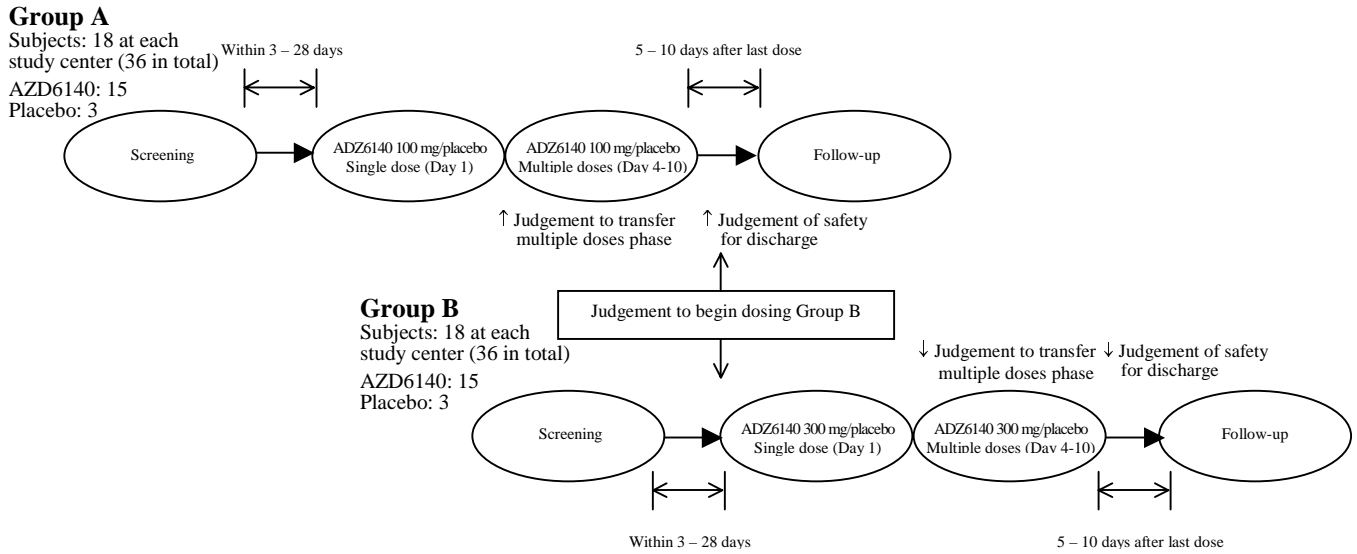 Group A
Subjects: 18 at each
study center (36 in total)
AZD6140: 15
Placebo: 3
Within 3 – 28 days
5 – 10 days after last dose
Screening
ADZ6140 100 mg/placebo
Single dose (Day 1)
ADZ6140 100 mg/placebo
Multiple doses (Day 4-10)
Follow-up
↑ Judgement to transfer
multiple doses phase
↑ Judgement of safety
for discharge
Judgement to begin dosing Group B
Group B
Subjects: 18 at each
study center (36 in total)
AZD6140: 15
Placebo: 3
↓ Judgement to transfer
multiple doses phase
↓ Judgement of safety
for discharge
Screening
ADZ6140 300 mg/placebo
Single dose (Day 1)
ADZ6140 300 mg/placebo
Multiple doses (Day 4-10)
Follow-up
Within 3 – 28 days
5 – 10 days after last dose